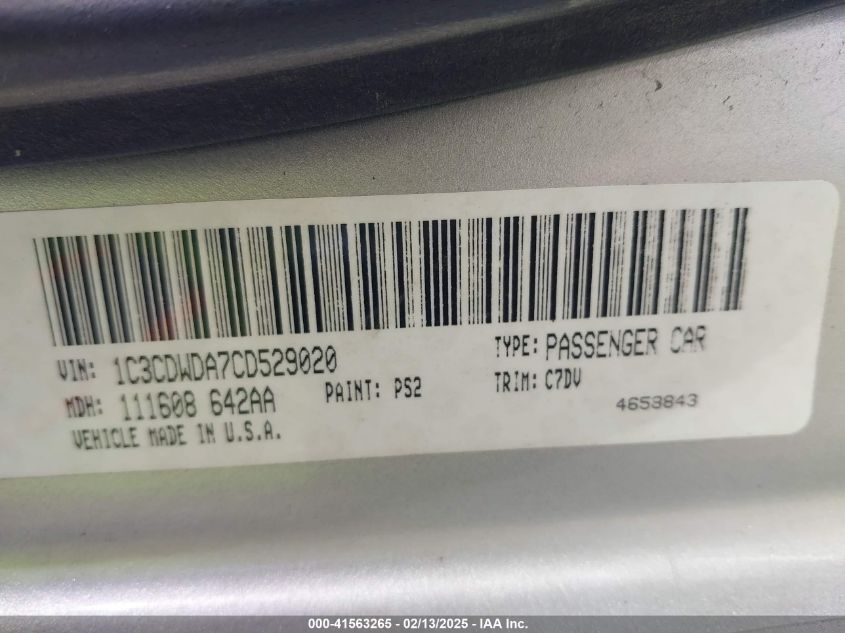 VIN: 1C3CDWDA7CD529020 TYPE: PASSENGER CAR
MDH: 111608 642AA PAINT: PS2 TRIM: C7DV
VEHICLE MADE IN U.S.A. 4653843
000-41563265 - 02/13/2025 - IAA Inc.